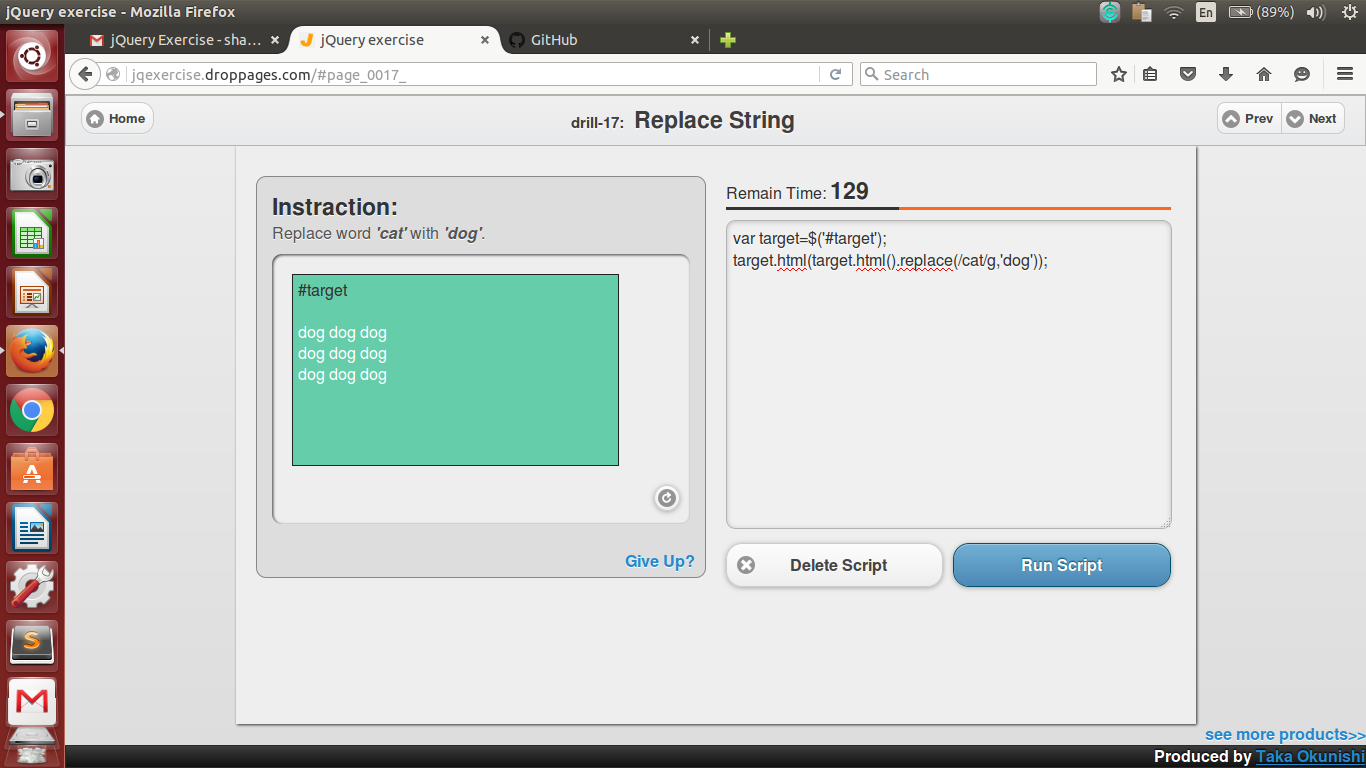 jQuery exercise - Mozilla Firefox
En
(89%)
jQuery Exercise - sha... ×
jQuery exercise ×
GitHub ×
jqexercise.droppages.com/#page_0017_
Search
Home
drill-17: Replace String
Prev
Next
Instraction:
Replace word 'cat' with 'dog'.
#target
dog dog dog
dog dog dog
dog dog dog
Give Up?
Remain Time: 129
var target=$('#target');
target.html(target.html().replace(/cat/g,'dog'));
Delete Script
Run Script
see more products>>
Produced by Taka Okunishi